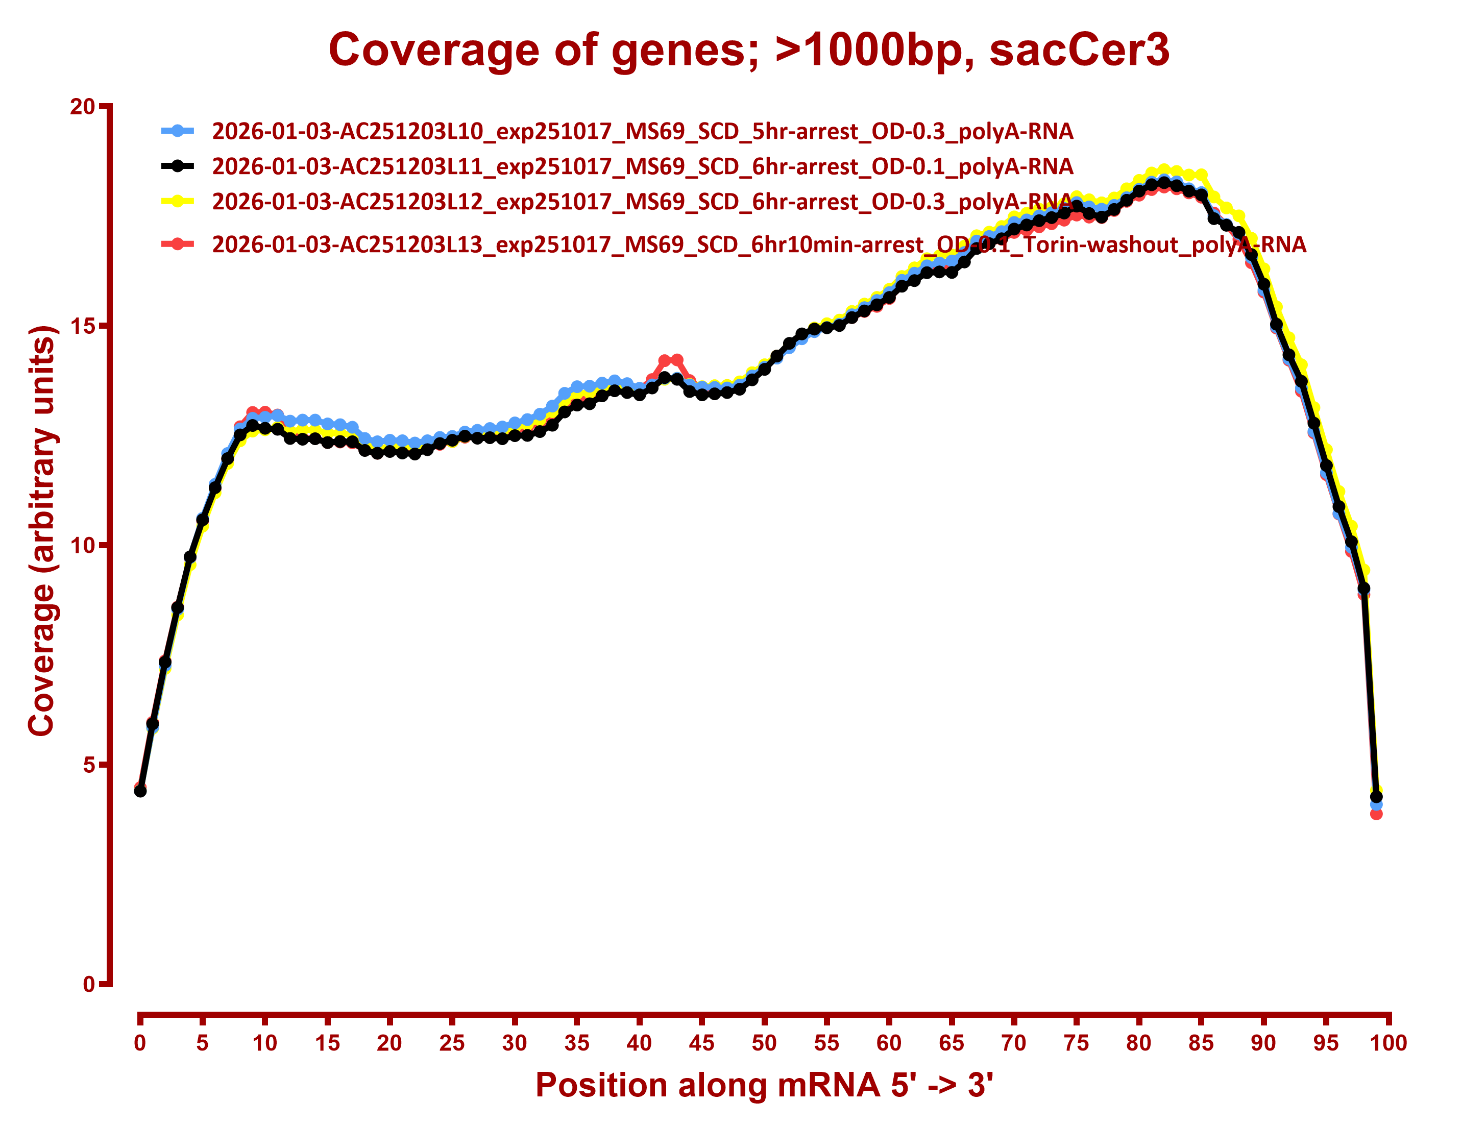 Coverage of genes; >1000bp, sacCer3
20
2026-01-03-AC251203L10_exp251017_MS69_SCD_5hr-arrest_OD-0.3_polyA-RNA
2026-01-03-AC251203L11_exp251017_MS69_SCD_6hr-arrest_OD-0.1_polyA-RNA
2026-01-03-AC251203L12_exp251017_MS69_SCD_6hr-arrest_OD-0.3_polyA-RNA
2026-01-03-AC251203L13_exp251017_MS69_SCD_6hr10min-arrest_OD-0.1_Torin-washout_polyA-RNA
15
10
5
0
Coverage (arbitrary units)
0 5 10 15 20 25 30 35 40 45 50 55 60 65 70 75 80 85 90 95 100
Position along mRNA 5' -> 3'